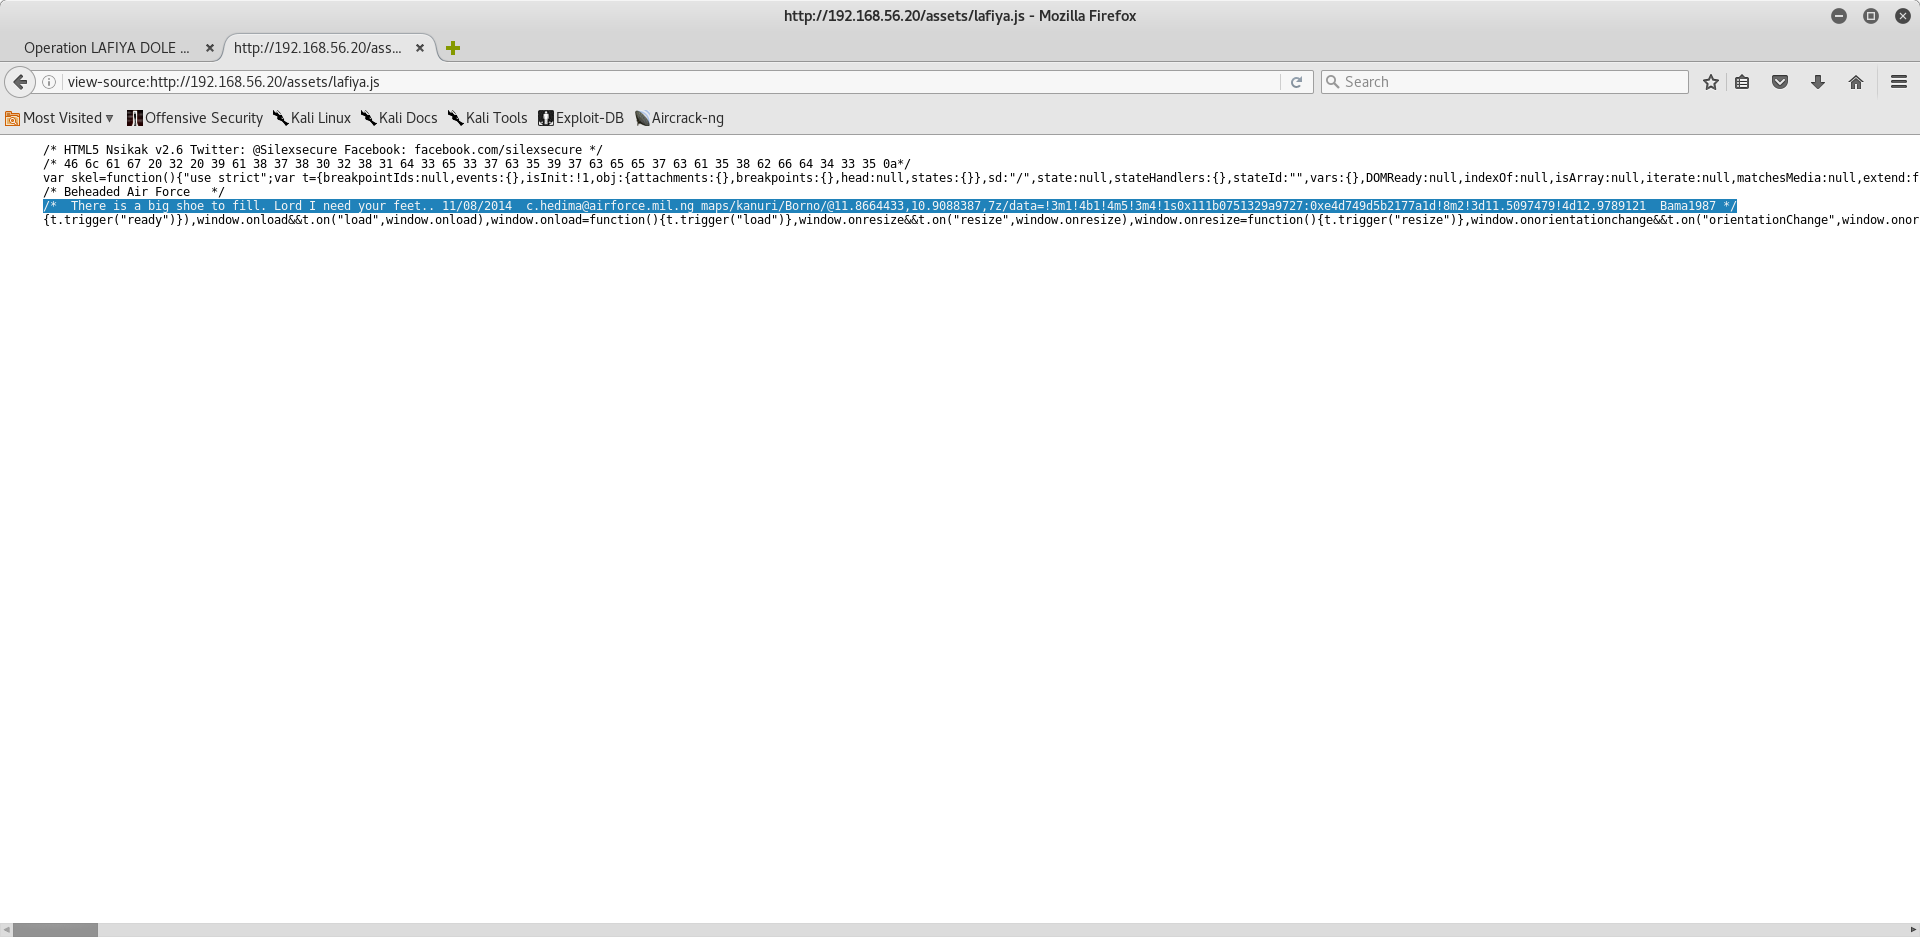 http://192.168.56.20/assets/lafiya.js - Mozilla Firefox
Operation LAFIYA DOLE ...
http://192.168.56.20/ass...
view-source:http://192.168.56.20/assets/lafiya.js
Search
Most Visited
Offensive Security
Kali Linux
Kali Docs
Kali Tools
Exploit-DB
Aircrack-ng
/* HTML5 Nsikak v2.6 Twitter: @Silexsecure Facebook: facebook.com/silexsecure */
/* 46 6c 61 67 20 32 20 39 61 38 37 38 30 32 38 31 64 33 65 33 37 63 35 39 37 63 65 65 37 63 61 35 38 62 66 64 34 33 35 0a*/
var skel=function(){"use strict";var t={breakpointIds:null,events:{},isInit:!1,obj:{attachments:{},breakpoints:{},head:null,states:{}},sd:"/",state:null,stateHandlers:{},stateId:"",vars:{},DOMReady:null,indexOf:null,isArray:null,iterate:null,matchesMedia:null,extend:f
/* Beheaded Air Force   */
/*  There is a big shoe to fill. Lord I need your feet.. 11/08/2014  c.hedima@airforce.mil.ng maps/kanuri/Borno/@11.8664433,10.9088387,7z/data=!3m1!4b1!4m5!3m4!1s0x111b0751329a9727:0xe4d749d5b2177a1d!8m2!3d11.5097479!4d12.9789121  Bama1987 */
{t.trigger("ready")}),window.onload&&t.on("load",window.onload),window.onload=function(){t.trigger("load")},window.onresize&&t.on("resize",window.onresize),window.onresize=function(){t.trigger("resize")},window.onorientationchange&&t.on("orientationChange",window.onor